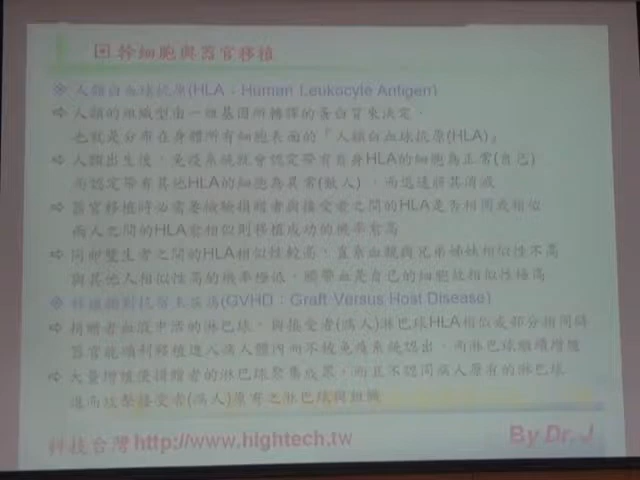 幹細胞與器官移植
人類白血球抗原(HLA：Human Leukocyte Antigen)
人類的組織型由一組基因所轉譯的蛋白質來決定，
也就是分布在身體所有細胞表面的「人類白血球抗原(HLA)」
人類出生後，免疫系統就會認定帶有自身HLA的細胞為正常(自己)
而認定帶有其他HLA的細胞為異常(敵人)，而迅速將其消滅
器官移植時必需要檢驗捐贈者與接受者之間的HLA是否相同或相似
兩人之間的HLA愈相似則移植成功的機率愈高
同卵雙生者之間的HLA相似性較高，直系血親與兄弟姊妹相似性不高
與其他人相似性高的機率極低，臍帶血是自己的細胞故相似性極高
(GVHD：Graft Versus Host Disease)
捐贈者血液中活的淋巴球，與接受者(病人)淋巴球HLA相似或部分相同時
器官能順利移植進入病人體內而不被免疫系統認出，而淋巴球繼續增殖
大量增殖使捐贈者的淋巴球聚集成眾，而且不認同病人原有的淋巴球
進而攻擊接受者(病人)原有之淋巴球與組織
科技台灣http://www.hightech.tw
By Dr. J